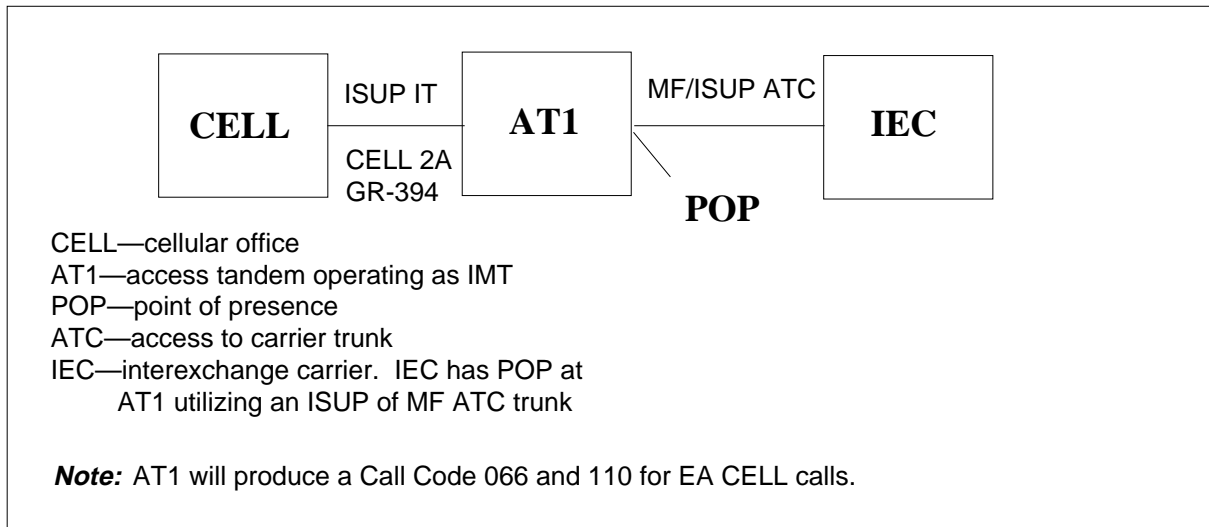 ISUP IT
MF/ISUP ATC
CELL
AT1
IEC
CELL 2A
GR-394
POP
CELL—cellular office
AT1—access tandem operating as IMT
POP—point of presence
ATC—access to carrier trunk
IEC—interexchange carrier. IEC has POP at
AT1 utilizing an ISUP of MF ATC trunk
Note: AT1 will produce a Call Code 066 and 110 for EA CELL calls.